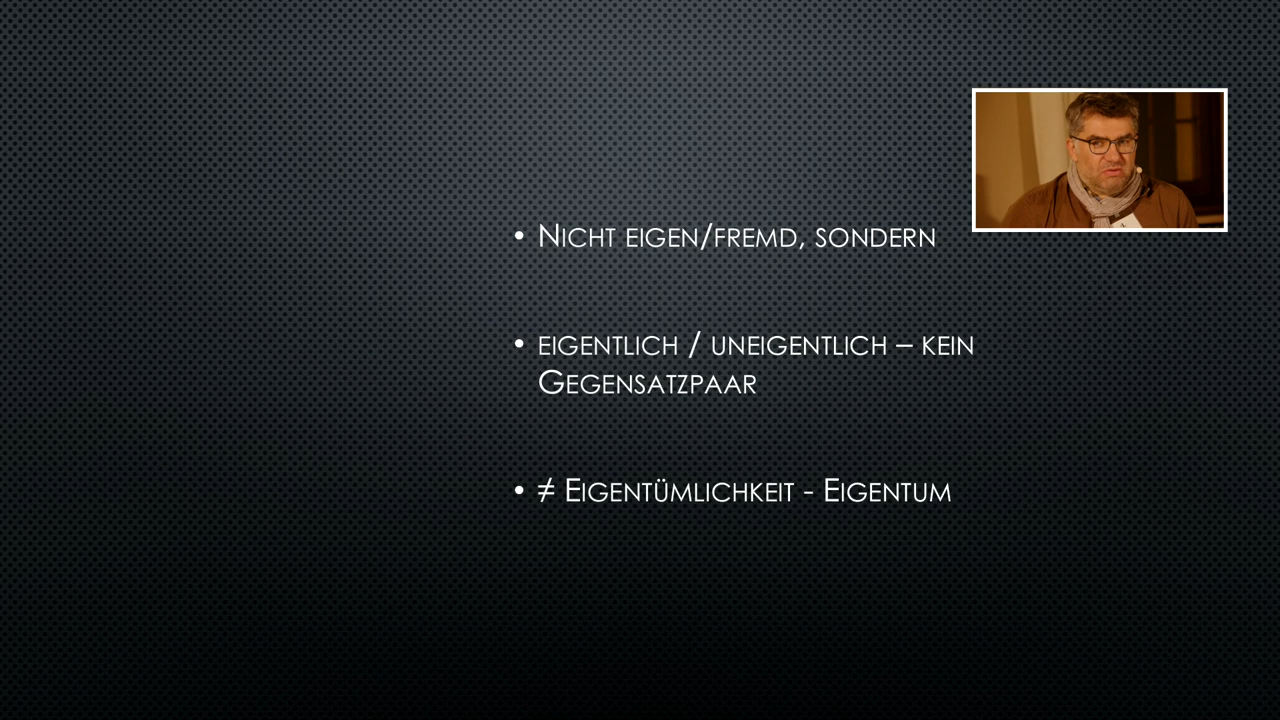 • Nicht eigen/fremd, sondern
• eigentlich / uneigentlich – kein
Gegensatzpaar
• ≠ Eigentümlichkeit - Eigentum